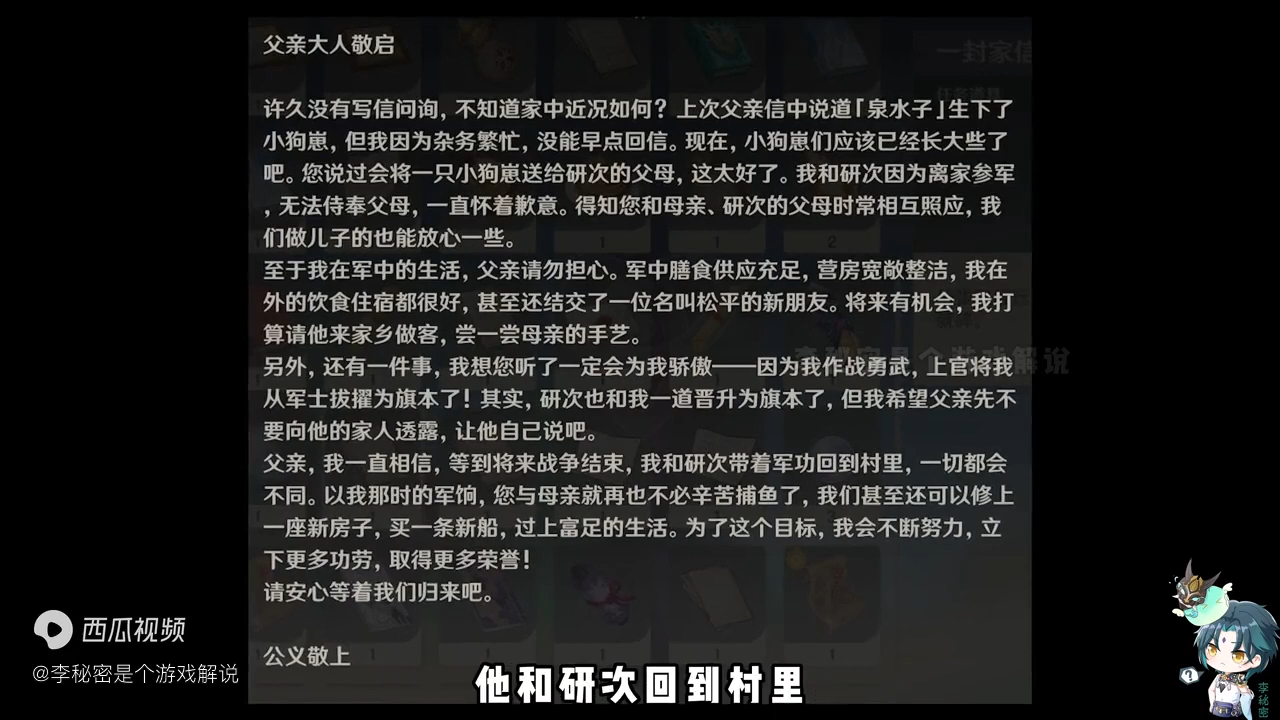 父亲大人敬启
一封家信
任务道具
许久没有写信问询，不知道家中近况如何？上次父亲信中说道「泉水子」生下了
小狗崽，但我因为杂务繁忙，没能早点回信。现在，小狗崽们应该已经长大些了
吧。您说过会将一只小狗崽送给研次的父母，这太好了。我和研次因为离家参军
，无法侍奉父母，一直怀着歉意。得知您和母亲、研次的父母时常相互照应，我
们做儿子的也能放心一些。
至于我在军中的生活，父亲请勿担心。军中膳食供应充足，营房宽敞整洁，我在
外的饮食住宿都很好，甚至还结交了一位名叫松平的新朋友。将来有机会，我打
算请他来家乡做客，尝一尝母亲的手艺。
李秘密是个游戏解说
另外，还有一件事，我想您听了一定会为我骄傲——因为我作战勇武，上官将我
从军士拔擢为旗本了！其实，研次也和我一道晋升为旗本了，但我希望父亲先不
要向他的家人透露，让他自己说吧。
父亲，我一直相信，等到将来战争结束，我和研次带着军功回到村里，一切都会
不同。以我那时的军饷，您与母亲就再也不必辛苦捕鱼了，我们甚至还可以修上
一座新房子，买一条新船，过上富足的生活。为了这个目标，我会不断努力，立
下更多功劳，取得更多荣誉！
请安心等着我们归来吧。
公义敬上
西瓜视频
@李秘密是个游戏解说
他和研次回到村里
?
李秘密